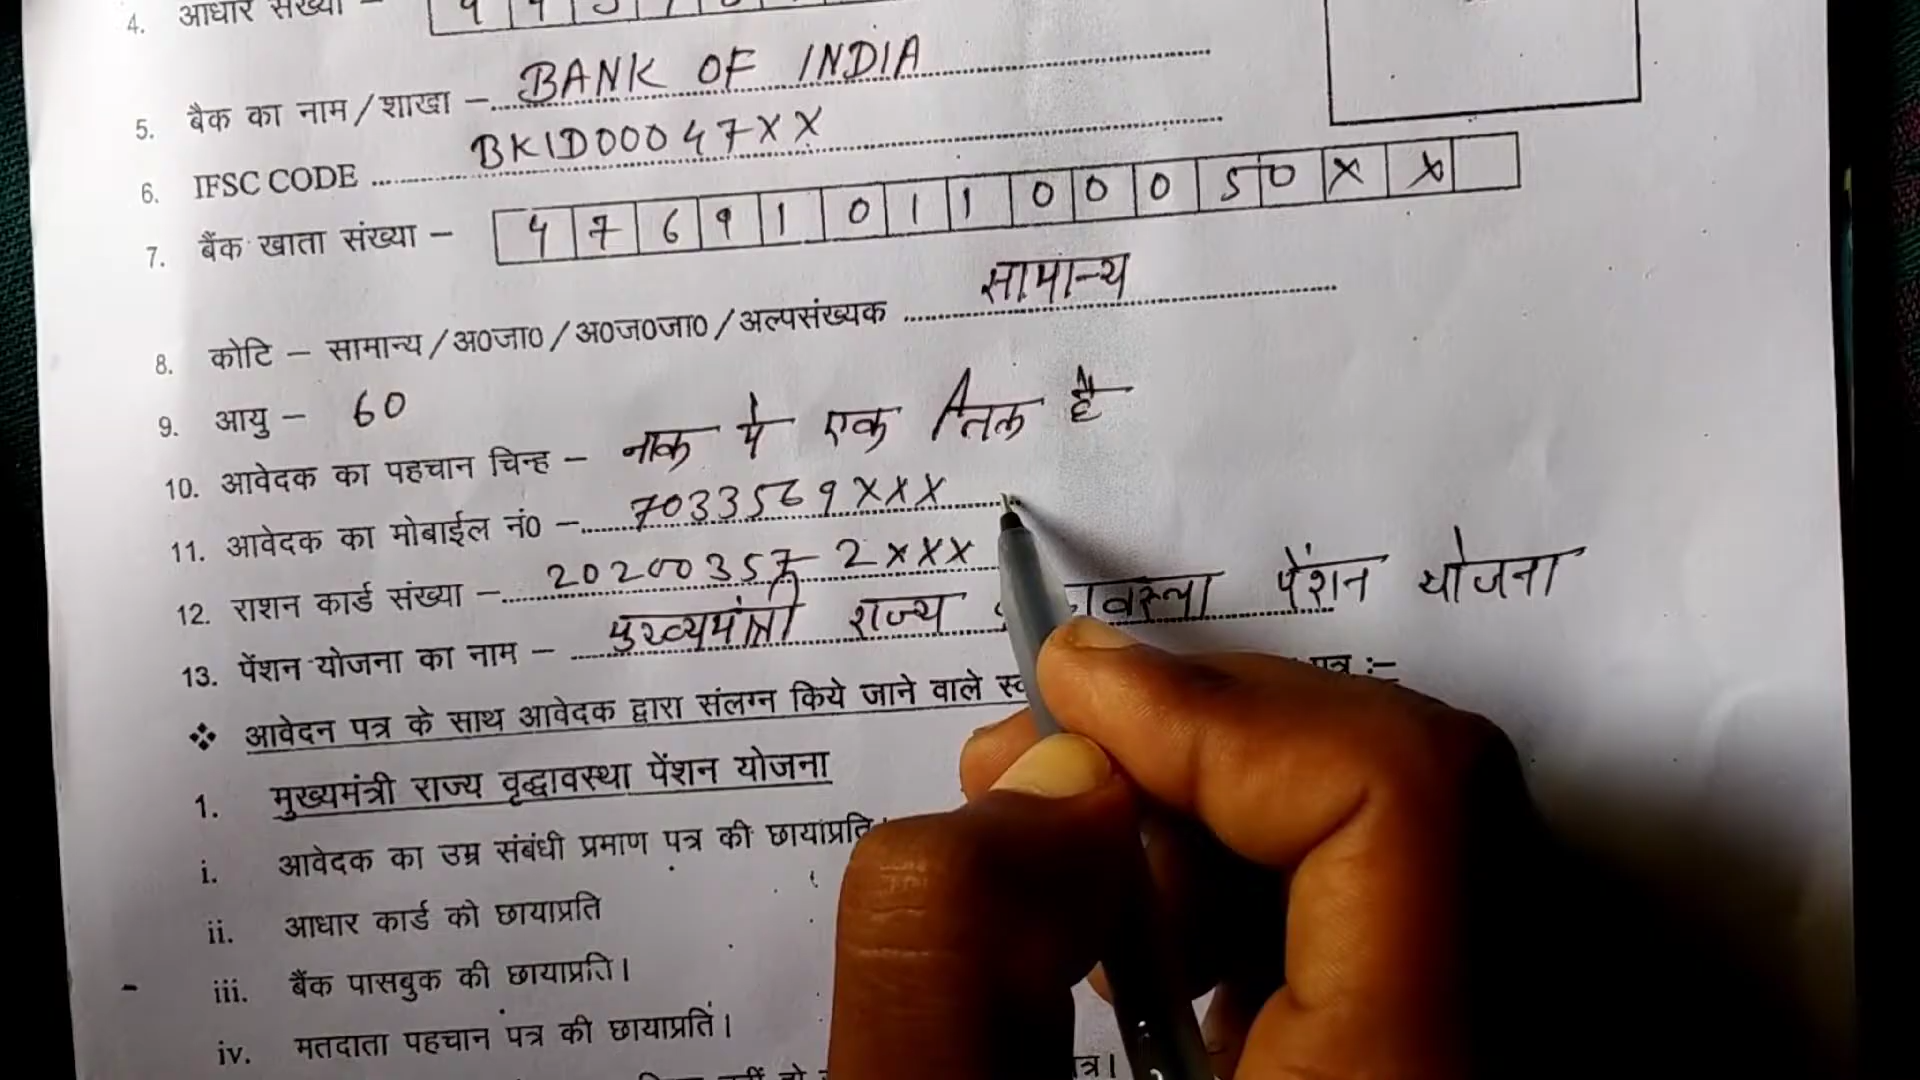 4. आधार संख्या –
5. बैंक का नाम / शाखा – BANK OF INDIA
6. IFSC CODE BKID00047XX
7. बैंक खाता संख्या – 4 7 6 9 1 0 1 1 0 0 0 5 0 X X
8. कोटि – सामान्य / अ0जा0 / अ0ज0जा0 / अल्पसंख्यक सामान्य
9. आयु – 60
10. आवेदक का पहचान चिन्ह – नाक पे एक तिल है
11. आवेदक का मोबाईल नं0 – 7033569XXX
12. राशन कार्ड संख्या – 20200357 2XXX
13. पेंशन योजना का नाम – मुख्यमंत्री राज्य पेंशन योजना
❖ आवेदन पत्र के साथ आवेदक द्वारा संलग्न किये जाने वाले पत्र :–
1. मुख्यमंत्री राज्य वृद्धावस्था पेंशन योजना
i. आवेदक का उम्र संबंधी प्रमाण पत्र की छायाप्रति।
ii. आधार कार्ड की छायाप्रति
iii. बैंक पासबुक की छायाप्रति।
iv. मतदाता पहचान पत्र की छायाप्रति।